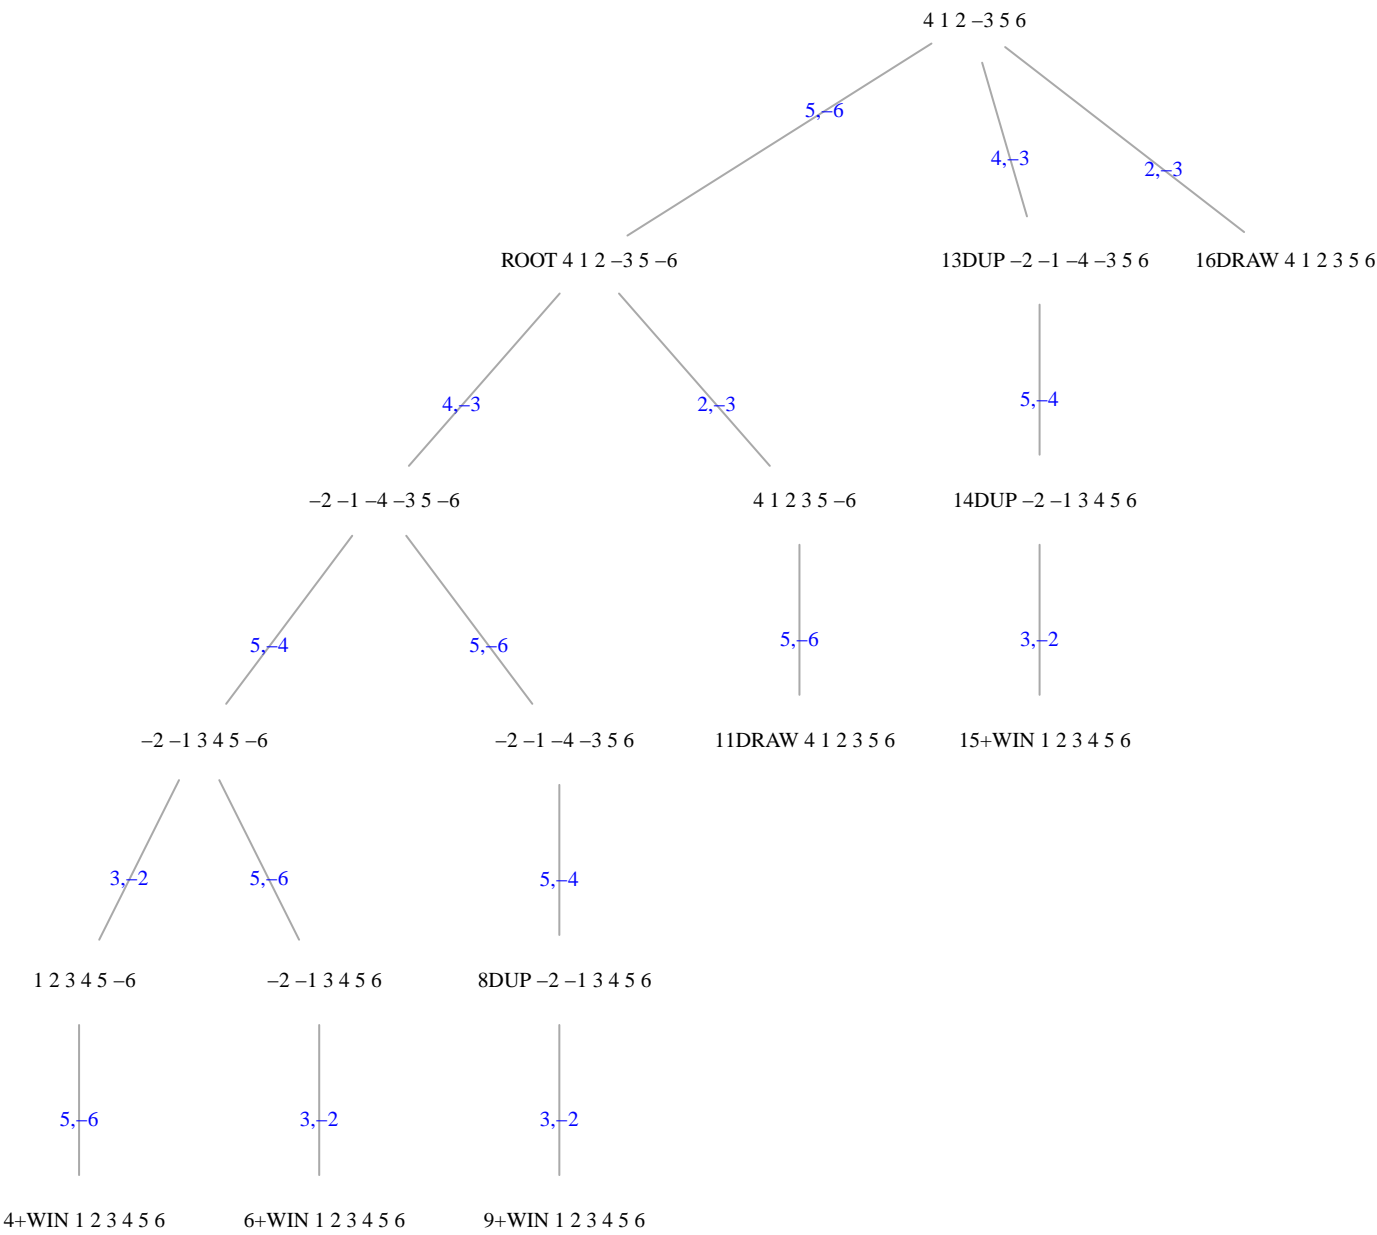 4 1 2 –3 5 6
5,–6
4,–3
2,–3
ROOT 4 1 2 –3 5 –6
13DUP –2 –1 –4 –3 5 6
16DRAW 4 1 2 3 5 6
4,–3
2,–3
5,–4
–2 –1 –4 –3 5 –6
4 1 2 3 5 –6
14DUP –2 –1 3 4 5 6
5,–4
5,–6
5,–6
3,–2
–2 –1 3 4 5 –6
–2 –1 –4 –3 5 6
11DRAW 4 1 2 3 5 6
15+WIN 1 2 3 4 5 6
3,–2
5,–6
5,–4
1 2 3 4 5 –6
–2 –1 3 4 5 6
8DUP –2 –1 3 4 5 6
5,–6
3,–2
3,–2
4+WIN 1 2 3 4 5 6
6+WIN 1 2 3 4 5 6
9+WIN 1 2 3 4 5 6